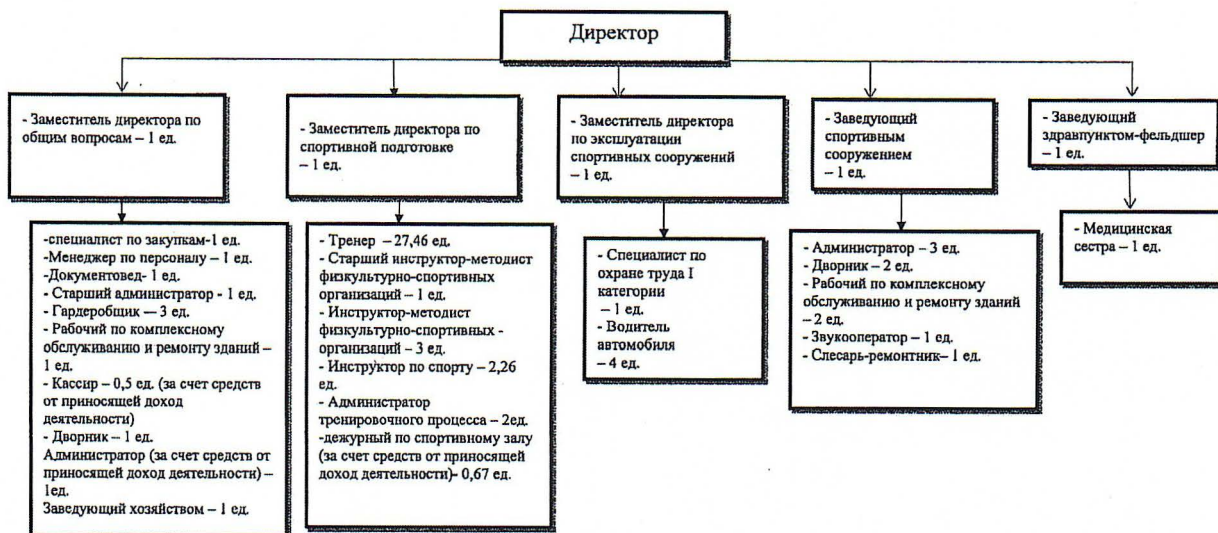 Директор
- Заместитель директора по
общим вопросам – 1 ед.
- Заместитель директора по
спортивной подготовке
– 1 ед.
- Заместитель директора
по эксплуатации
спортивных сооружений
– 1 ед.
- Заведующий
спортивным
сооружением
– 1 ед.
- Заведующий
здравпунктом-фельдшер
– 1 ед.
-специалист по закупкам-1 ед.
-Менеджер по персоналу – 1 ед.
-Документовед- 1 ед.
- Старший администратор - 1 ед.
- Гардеробщик — 3 ед.
- Рабочий по комплексному
обслуживанию и ремонту зданий –
1 ед.
- Кассир – 0,5 ед. (за счет средств
от приносящей доход
деятельности)
- Дворник – 1 ед.
Администратор (за счет средств от
приносящей доход деятельности) –
1ед.
Заведующий хозяйством – 1 ед.
- Тренер – 27,46 ед.
- Старший инструктор-методист
физкультурно-спортивных
организаций – 1 ед.
- Инструктор-методист
физкультурно-спортивных -
организаций – 3 ед.
- Инструктор по спорту – 2,26
ед.
- Администратор
тренировочного процесса – 2ед.
-дежурный по спортивному залу
(за счет средств от приносящей
доход деятельности)- 0,67 ед.
- Специалист по
охране труда I
категории
– 1 ед.
- Водитель
автомобиля
– 4 ед.
- Администратор – 3 ед.
- Дворник – 2 ед.
- Рабочий по комплексному
обслуживанию и ремонту зданий
– 2 ед.
- Звукооператор – 1 ед.
- Слесарь-ремонтник– 1 ед.
- Медицинская
сестра – 1 ед.